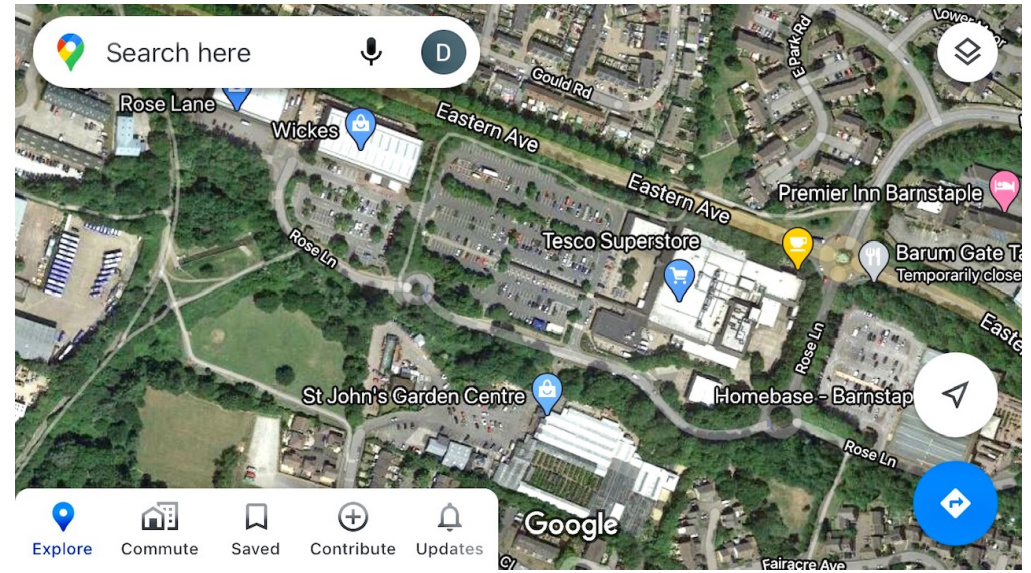 Search here
D
Lower
E Park Rd
Gould Rd
Rose Lane
Wickes
Eastern Ave
Eastern Ave
Premier Inn Barnstaple
Tesco Superstore
Barum Gate Ta
Temporarily close
Rose Ln
Easte
Rose Ln
St John's Garden Centre
Homebase - Barnstap
Rose Ln
Google
Explore
Commute
Saved
Contribute
Updates
Fairacre Ave